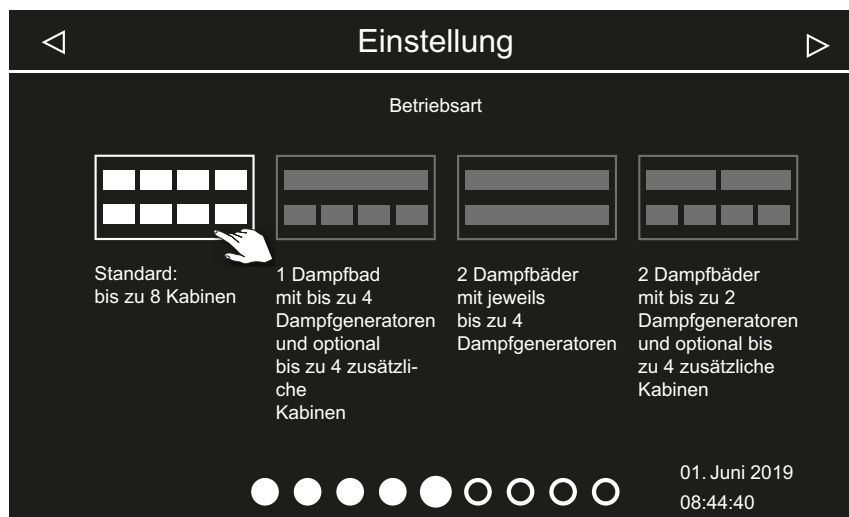 Einstellung
Betriebsart
Standard:
bis zu 8 Kabinen
1 Dampfbad
mit bis zu 4
Dampfgeneratoren
und optional
bis zu 4 zusätzli-
che
Kabinen
2 Dampfbäder
mit jeweils
bis zu 4
Dampfgeneratoren
2 Dampfbäder
mit bis zu 2
Dampfgeneratoren
und optional bis
zu 4 zusätzliche
Kabinen
01. Juni 2019
08:44:40